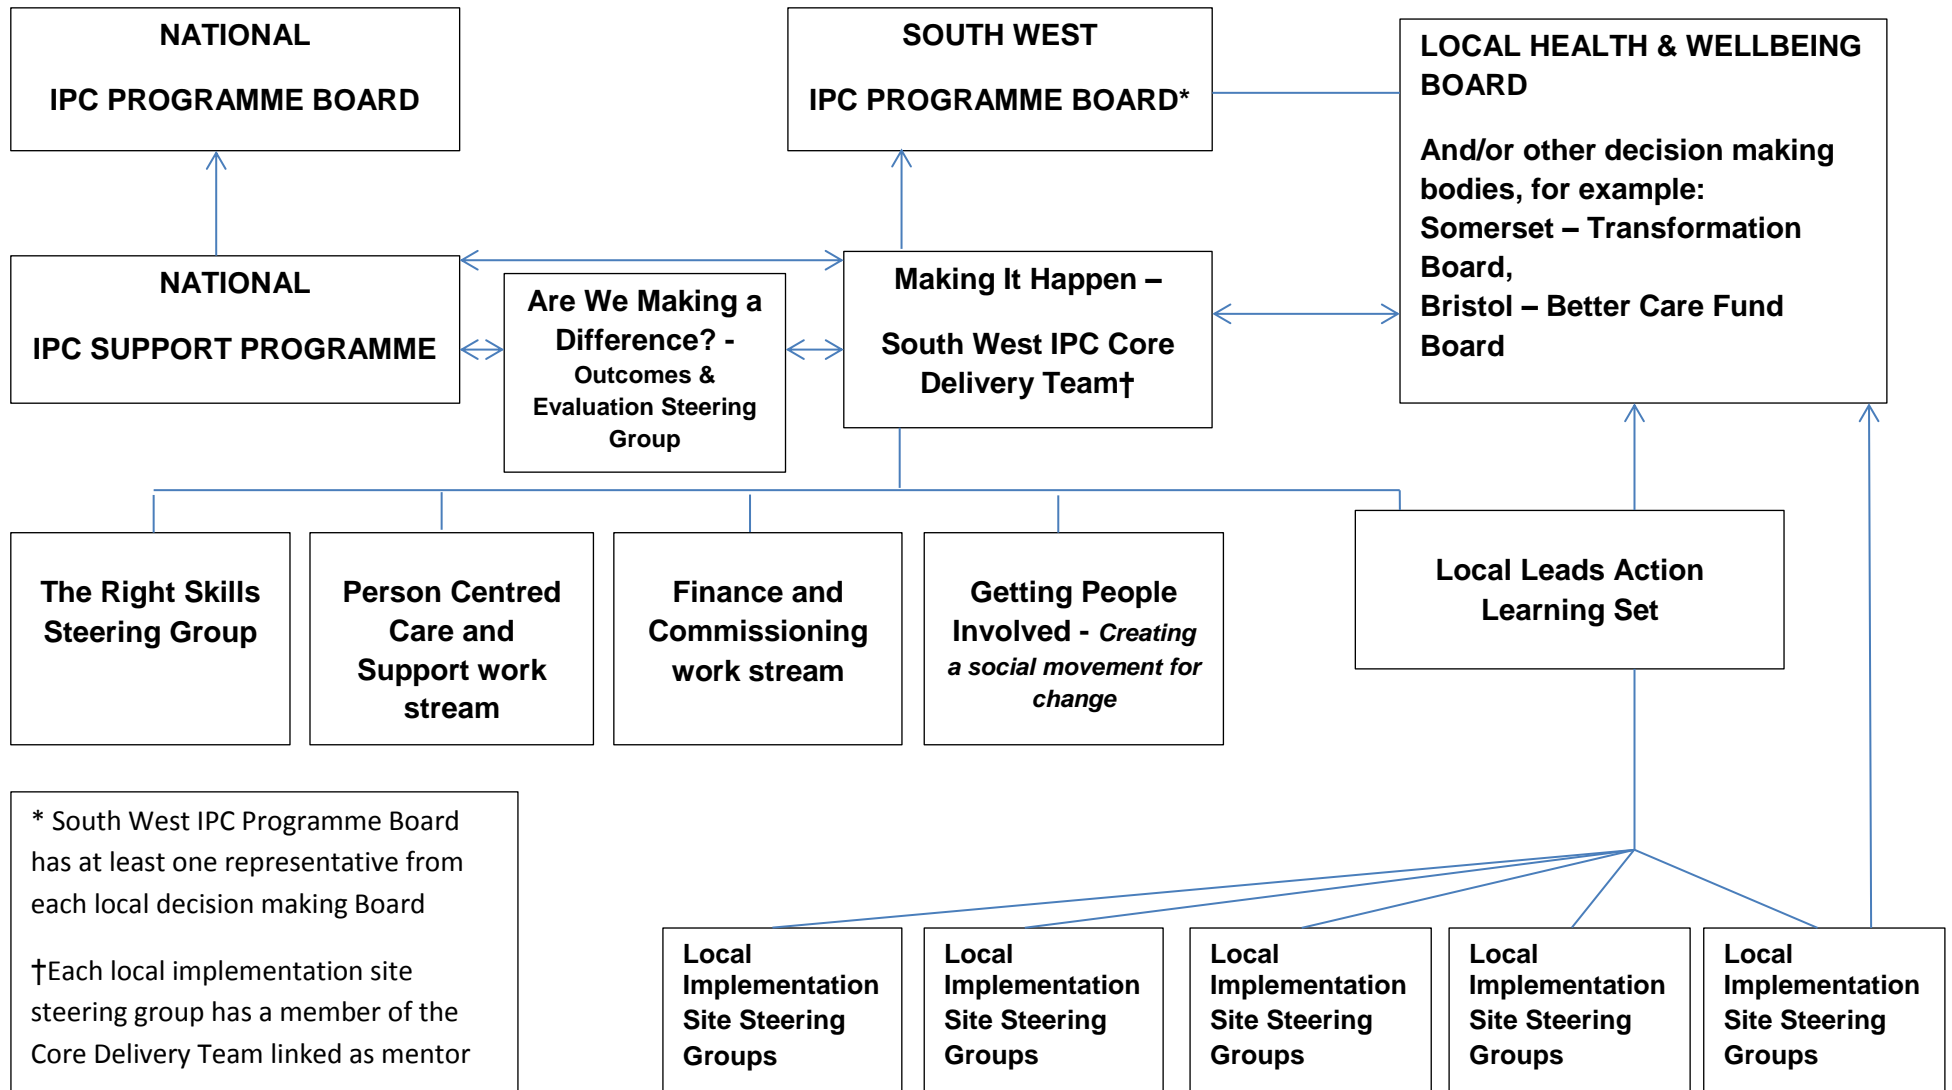 NATIONAL
IPC PROGRAMME BOARD
SOUTH WEST
IPC PROGRAMME BOARD*
LOCAL HEALTH & WELLBEING
BOARD
And/or other decision making
bodies, for example:
Somerset – Transformation
Board,
Bristol – Better Care Fund
Board
NATIONAL
IPC SUPPORT PROGRAMME
Are We Making a
Difference? -
Outcomes &
Evaluation Steering
Group
Making It Happen –
South West IPC Core
Delivery Team†
The Right Skills
Steering Group
Person Centred
Care and
Support work
stream
Finance and
Commissioning
work stream
Getting People
Involved - Creating
a social movement for
change
Local Leads Action
Learning Set
* South West IPC Programme Board
has at least one representative from
each local decision making Board
†Each local implementation site
steering group has a member of the
Core Delivery Team linked as mentor
Local
Implementation
Site Steering
Groups
Local
Implementation
Site Steering
Groups
Local
Implementation
Site Steering
Groups
Local
Implementation
Site Steering
Groups
Local
Implementation
Site Steering
Groups